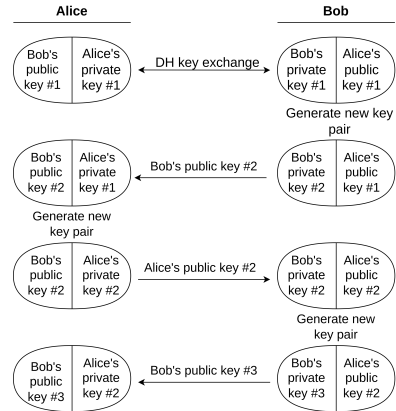 Alice
Bob
Bob's
public
key #1
Alice's
private
key #1
DH key exchange
Bob's
private
key #1
Alice's
public
key #1
Generate new key
pair
Bob's
public
key #2
Alice's
private
key #1
Bob's public key #2
Bob's
private
key #2
Alice's
public
key #1
Generate new
key pair
Bob's
public
key #2
Alice's
private
key #2
Alice's public key #2
Bob's
private
key #2
Alice's
public
key #2
Generate new
key pair
Bob's
public
key #3
Alice's
private
key #2
Bob's public key #3
Bob's
private
key #3
Alice's
public
key #2